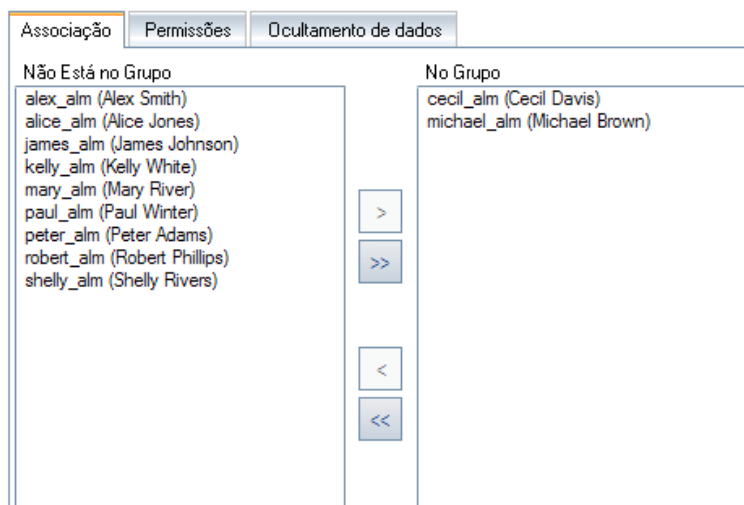 Associação Permissões Ocultamento de dados
Não Está no Grupo
alex_alm (Alex Smith)
alice_alm (Alice Jones)
james_alm (James Johnson)
kelly_alm (Kelly White)
mary_alm (Mary River)
paul_alm (Paul Winter)
peter_alm (Peter Adams)
robert_alm (Robert Phillips)
shelly_alm (Shelly Rivers)
>
>>
<
<<
No Grupo
cecil_alm (Cecil Davis)
michael_alm (Michael Brown)